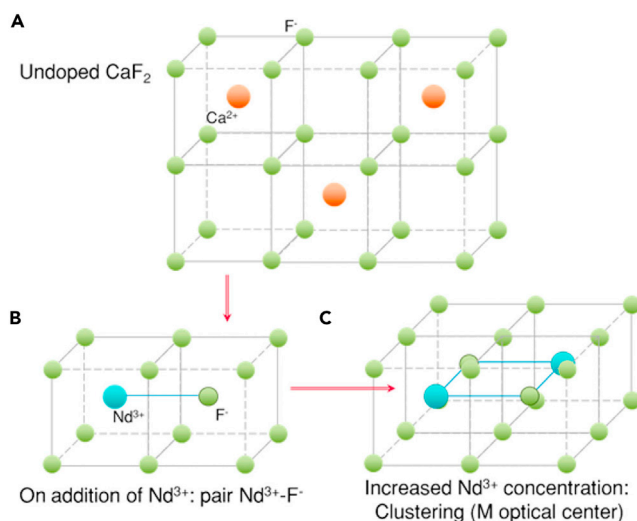 A
F⁻
Undoped CaF₂
Ca²⁺
B
C
Nd³⁺
F⁻
On addition of Nd³⁺: pair Nd³⁺-F⁻
Increased Nd³⁺ concentration:
Clustering (M optical center)